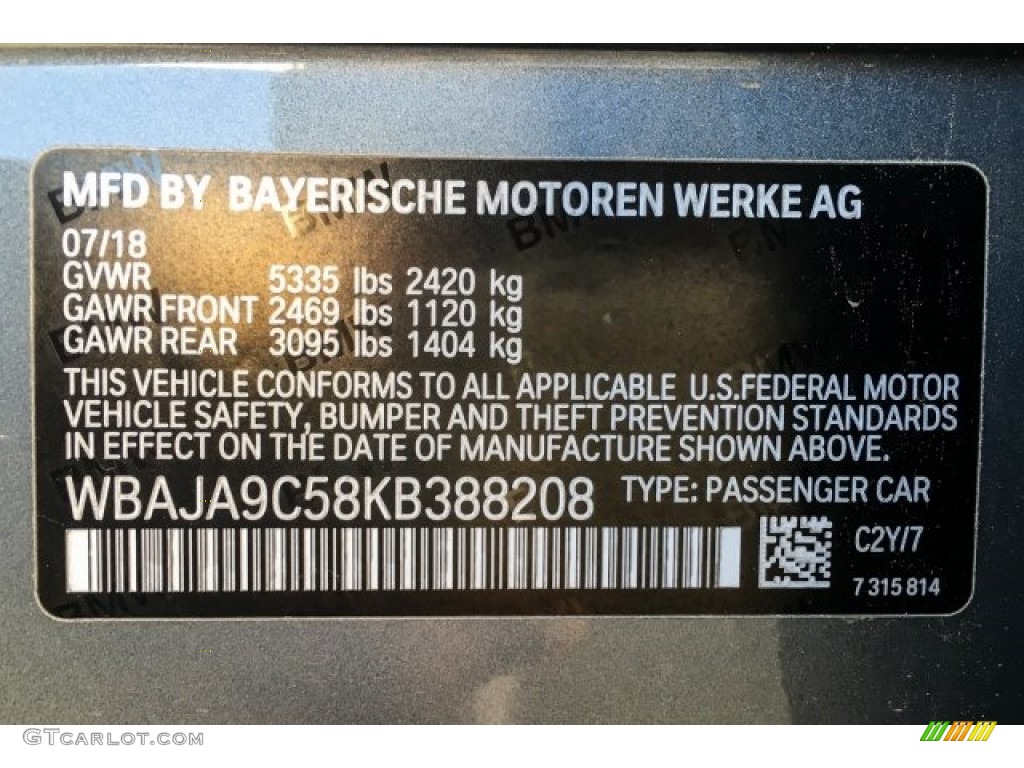 MFD BY BAYERISCHE MOTOREN WERKE AG
07/18
GVWR 5335 lbs 2420 kg
GAWR FRONT 2469 lbs 1120 kg
GAWR REAR 3095 lbs 1404 kg
THIS VEHICLE CONFORMS TO ALL APPLICABLE U.S.FEDERAL MOTOR
VEHICLE SAFETY, BUMPER AND THEFT PREVENTION STANDARDS
IN EFFECT ON THE DATE OF MANUFACTURE SHOWN ABOVE.
WBAJA9C58KB388208 TYPE: PASSENGER CAR
C2Y/7
7 315 814
GTcarlot.com